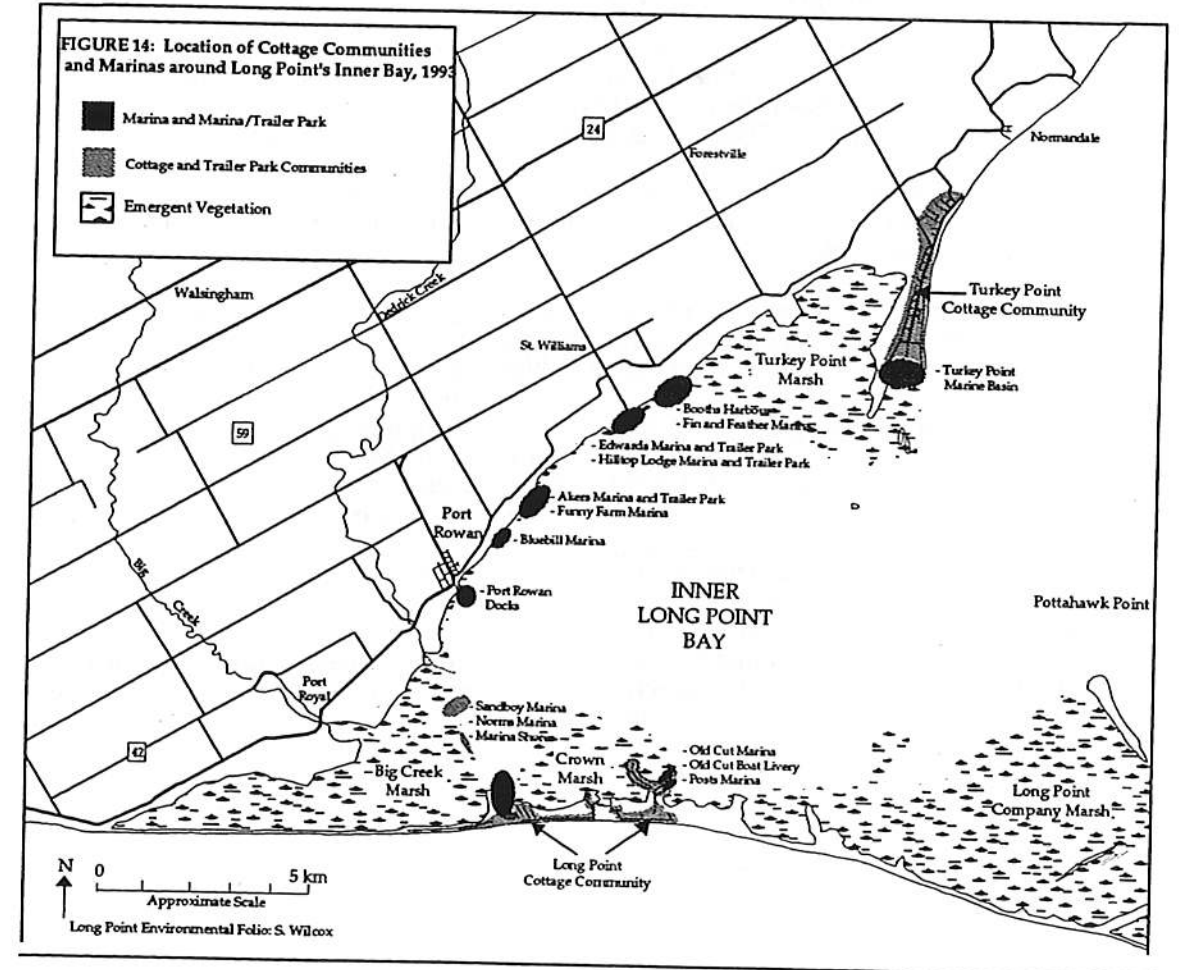 FIGURE 14: Location of Cottage Communities
and Marinas around Long Point's Inner Bay, 1993
Marina and Marina/Trailer Park
Cottage and Trailer Park Communities
Emergent Vegetation
24
Forestville
Normandale
Walsingham
Dedrick Creek
St. Williams
Turkey Point
Cottage Community
Turkey Point
Marsh
- Turkey Point
Marine Basin
- Booths Harbour
- Fin and Feather Marina
- Edwards Marina and Trailer Park
- Hilltop Lodge Marina and Trailer Park
59
- Akers Marina and Trailer Park
- Funny Farm Marina
Port
Rowan
- Bluebill Marina
Big
Creek
- Port Rowan
Docks
INNER
LONG POINT
BAY
Pottahawk Point
Port
Royal
- Sandboy Marina
- Norms Marina
- Marina Shores
42
Big Creek
Marsh
Crown
Marsh
- Old Cut Marina
- Old Cut Boat Livery
- Posts Marina
Long Point
Company Marsh
Long Point
Cottage Community
N
0
5 km
Approximate Scale
Long Point Environmental Folio: S. Wilcox